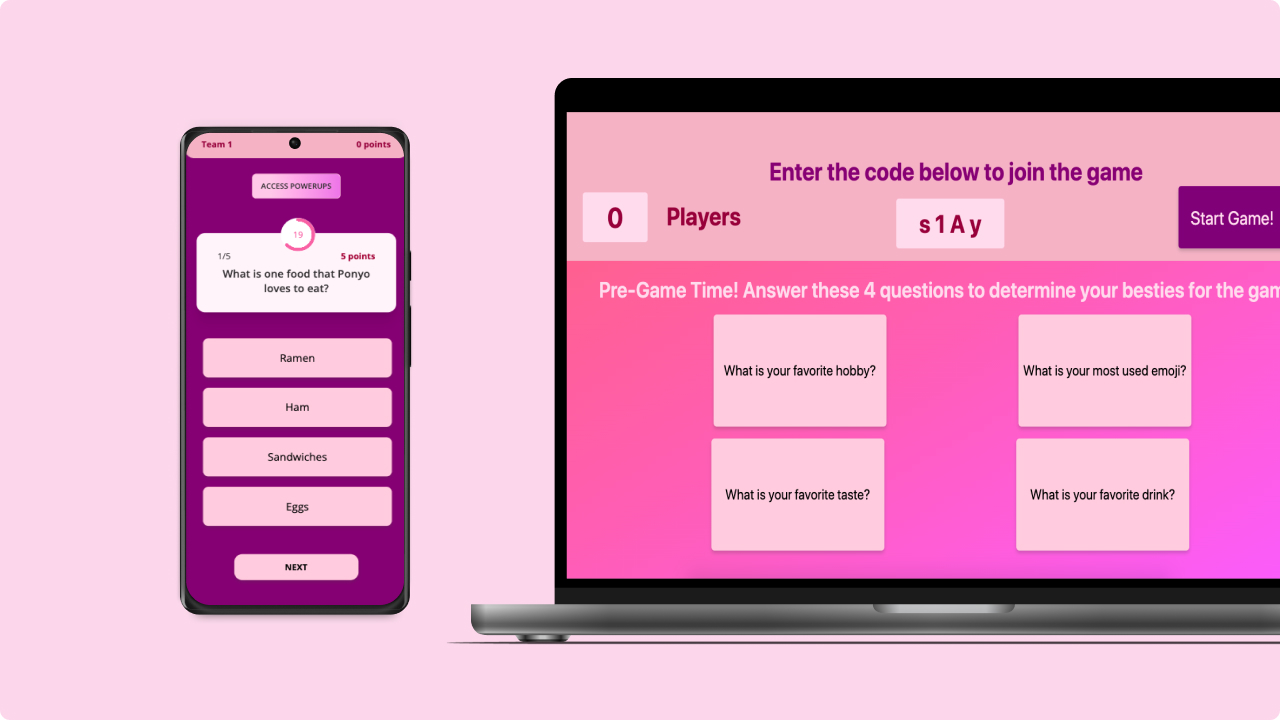 Team 1
0 points
ACCESS POWERUPS
19
1/5
5 points
What is one food that Ponyo
loves to eat?
Ramen
Ham
Sandwiches
Eggs
NEXT
Enter the code below to join the game
0
Players
s 1 A y
Start Game!
Pre-Game Time! Answer these 4 questions to determine your besties for the gam
What is your favorite hobby?
What is your most used emoji?
What is your favorite taste?
What is your favorite drink?